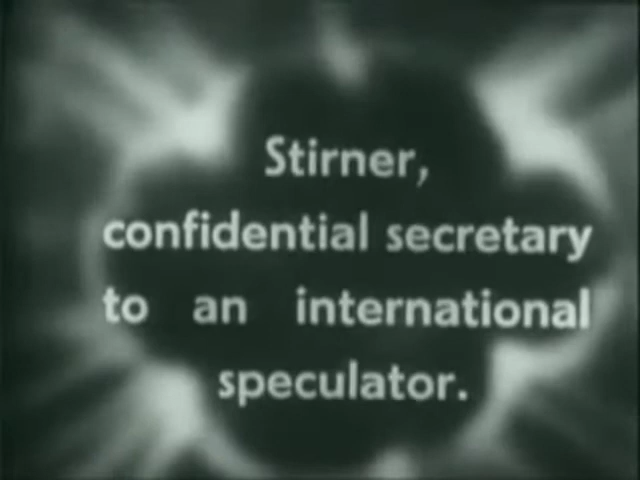 Stirner,
confidential secretary
to an international
speculator.